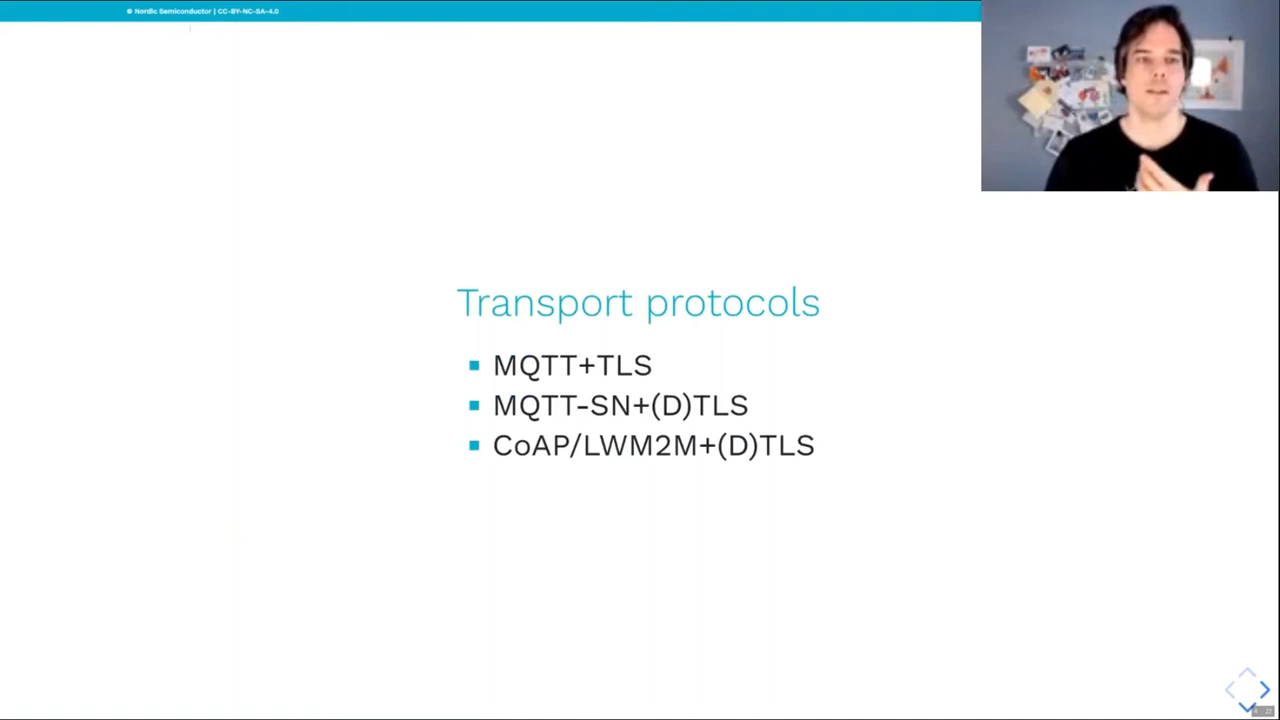 © Nordic Semiconductor | CC-BY-NC-SA-4.0
Transport protocols
MQTT+TLS
MQTT-SN+(D)TLS
CoAP/LWM2M+(D)TLS